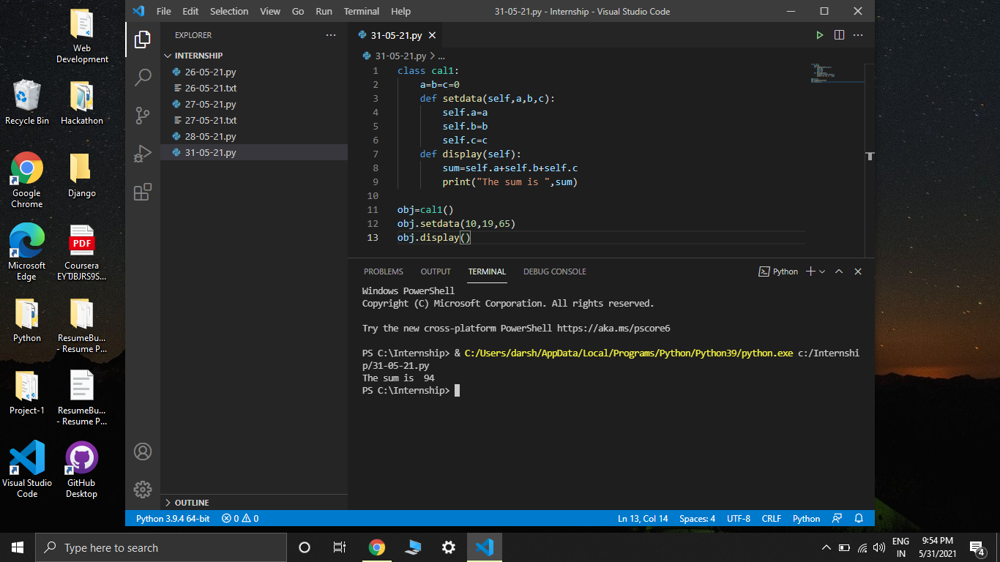 Web
Development
Recycle Bin
Hackathon
Google
Chrome
Django
Microsoft
Edge
PDF
Coursera
EYTJBJRS9S...
Python
ResumeBu...
- Resume P...
Project-1
ResumeBu...
- Resume P...
Visual Studio
Code
GitHub
Desktop
File Edit Selection View Go Run Terminal Help
31-05-21.py - Internship - Visual Studio Code
EXPLORER
INTERNSHIP
26-05-21.py
26-05-21.txt
27-05-21.py
27-05-21.txt
28-05-21.py
31-05-21.py
OUTLINE
31-05-21.py
31-05-21.py > ...
1 class cal1:
2 a=b=c=0
3 def setdata(self,a,b,c):
4 self.a=a
5 self.b=b
6 self.c=c
7 def display(self):
8 sum=self.a+self.b+self.c
9 print("The sum is ",sum)
10
11 obj=cal1()
12 obj.setdata(10,19,65)
13 obj.display()
PROBLEMS OUTPUT TERMINAL DEBUG CONSOLE
Python
Windows PowerShell
Copyright (C) Microsoft Corporation. All rights reserved.
Try the new cross-platform PowerShell https://aka.ms/pscore6
PS C:\Internship> & C:/Users/darsh/AppData/Local/Programs/Python/Python39/python.exe c:/Internshi
p/31-05-21.py
The sum is  94
PS C:\Internship>
Python 3.9.4 64-bit 0 0
Ln 13, Col 14 Spaces: 4 UTF-8 CRLF Python
Type here to search
ENG
IN
9:54 PM
5/31/2021
4